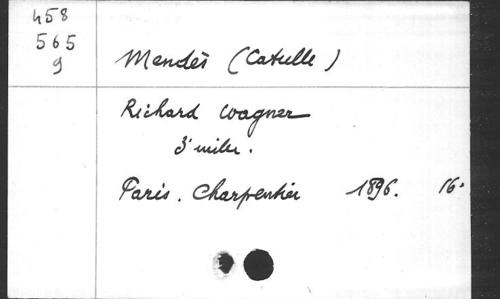 458
565
9
Mendès (Catulle)
Richard Wagner
3e mille.
Paris. Charpentier 1896. 16°